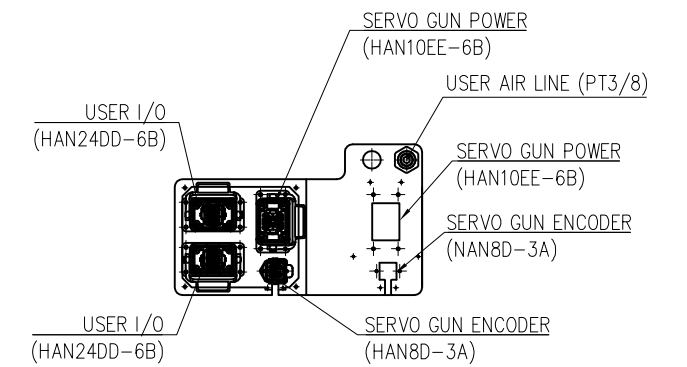 SERVO GUN POWER
(HAN10EE-6B)
USER AIR LINE (PT3/8)
USER I/O
(HAN24DD-6B)
SERVO GUN POWER
(HAN10EE-6B)
SERVO GUN ENCODER
(NAN8D-3A)
USER I/O
(HAN24DD-6B)
SERVO GUN ENCODER
(HAN8D-3A)